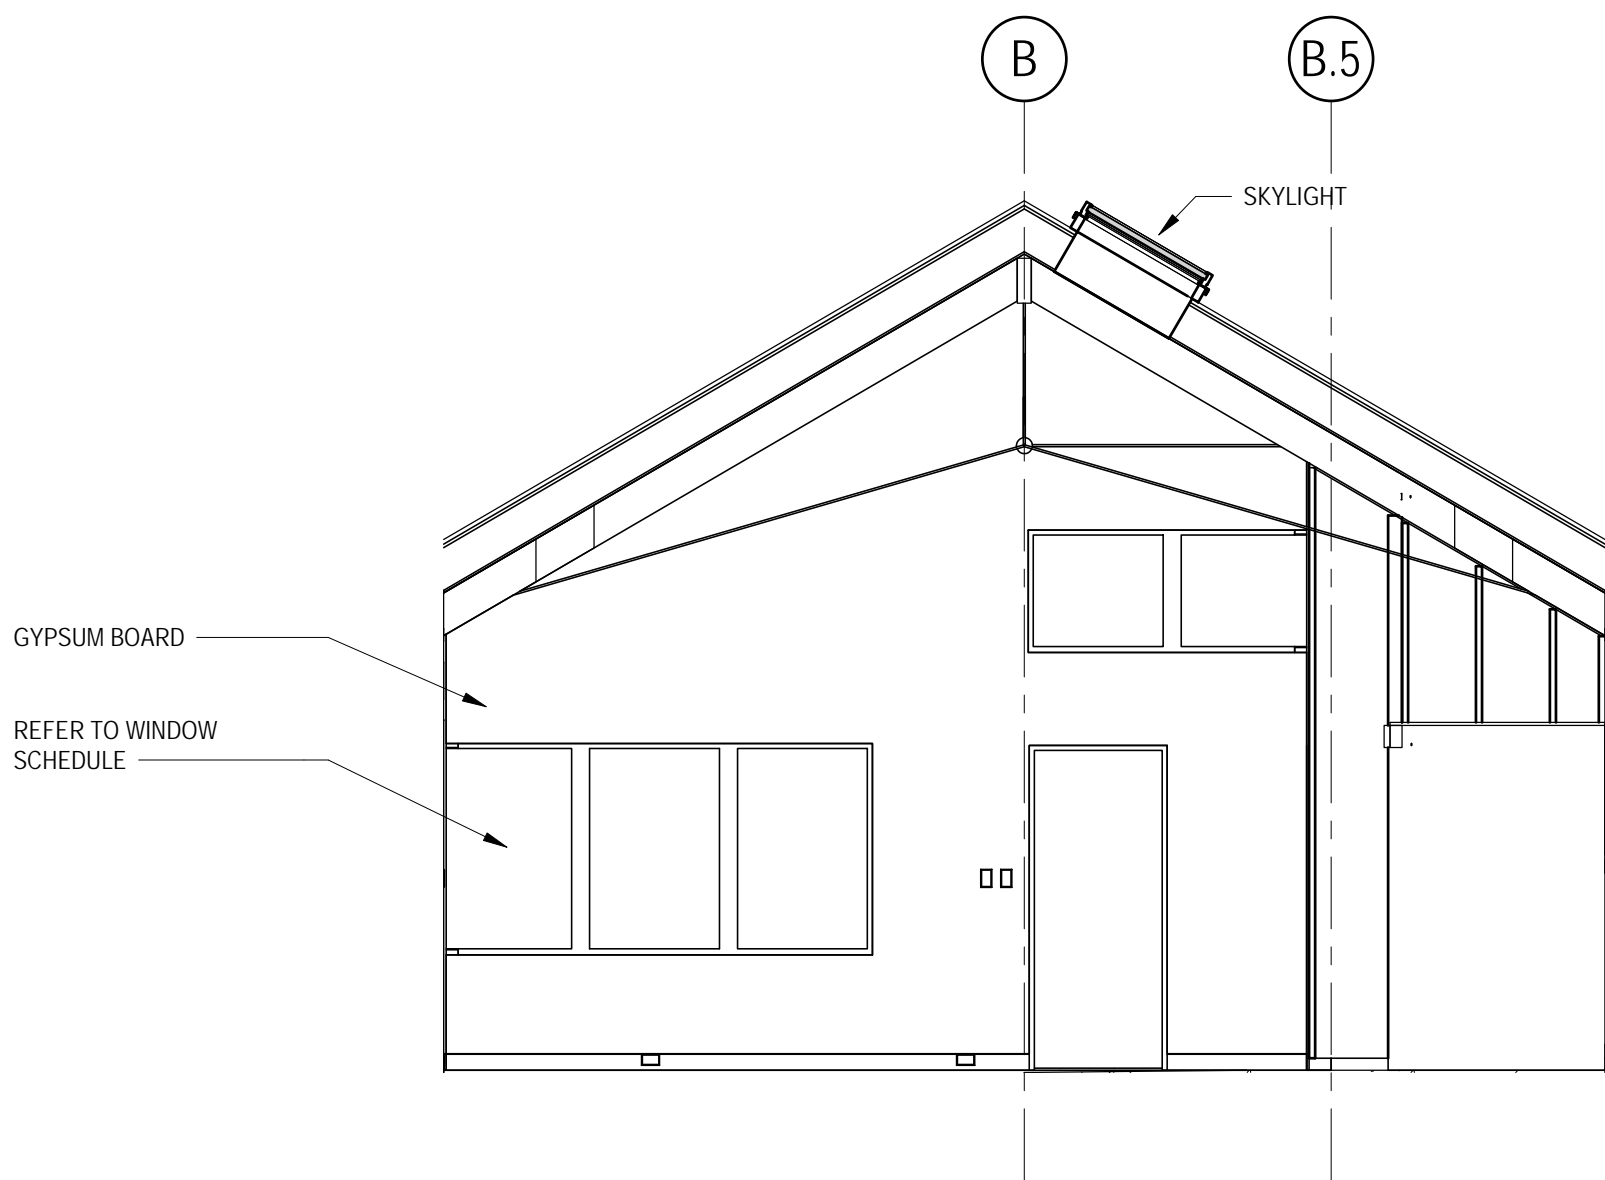 B
B.5
SKYLIGHT
GYPSUM BOARD
REFER TO WINDOW
SCHEDULE